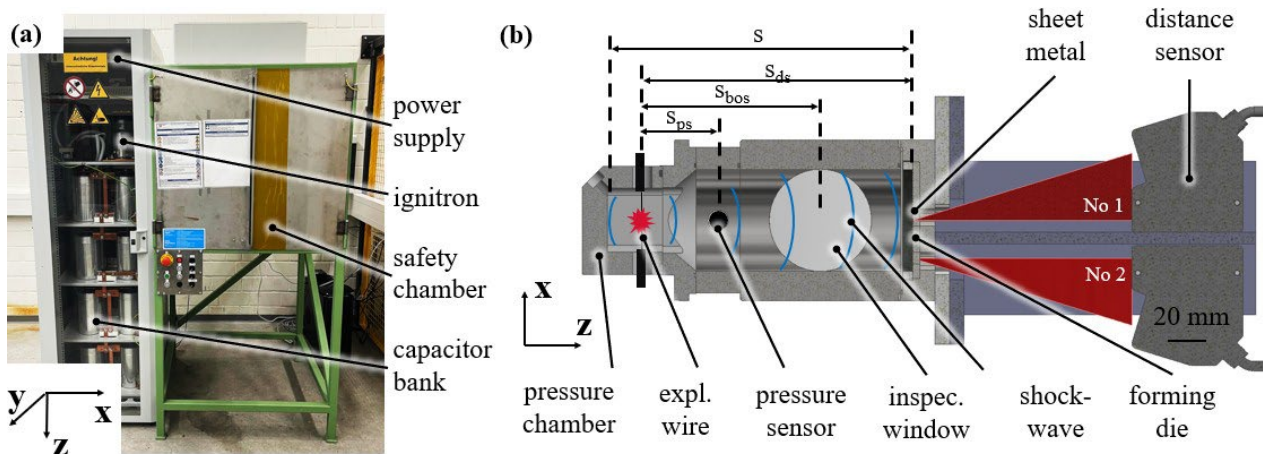 (a)
Achtung!
power
supply
ignitron
safety
chamber
capacitor
bank
y
x
z
(b)
s
s_ds
s_bos
s_ps
sheet
metal
distance
sensor
No 1
No 2
20 mm
x
z
pressure
chamber
expl.
wire
pressure
sensor
inspec.
window
shock-
wave
forming
die